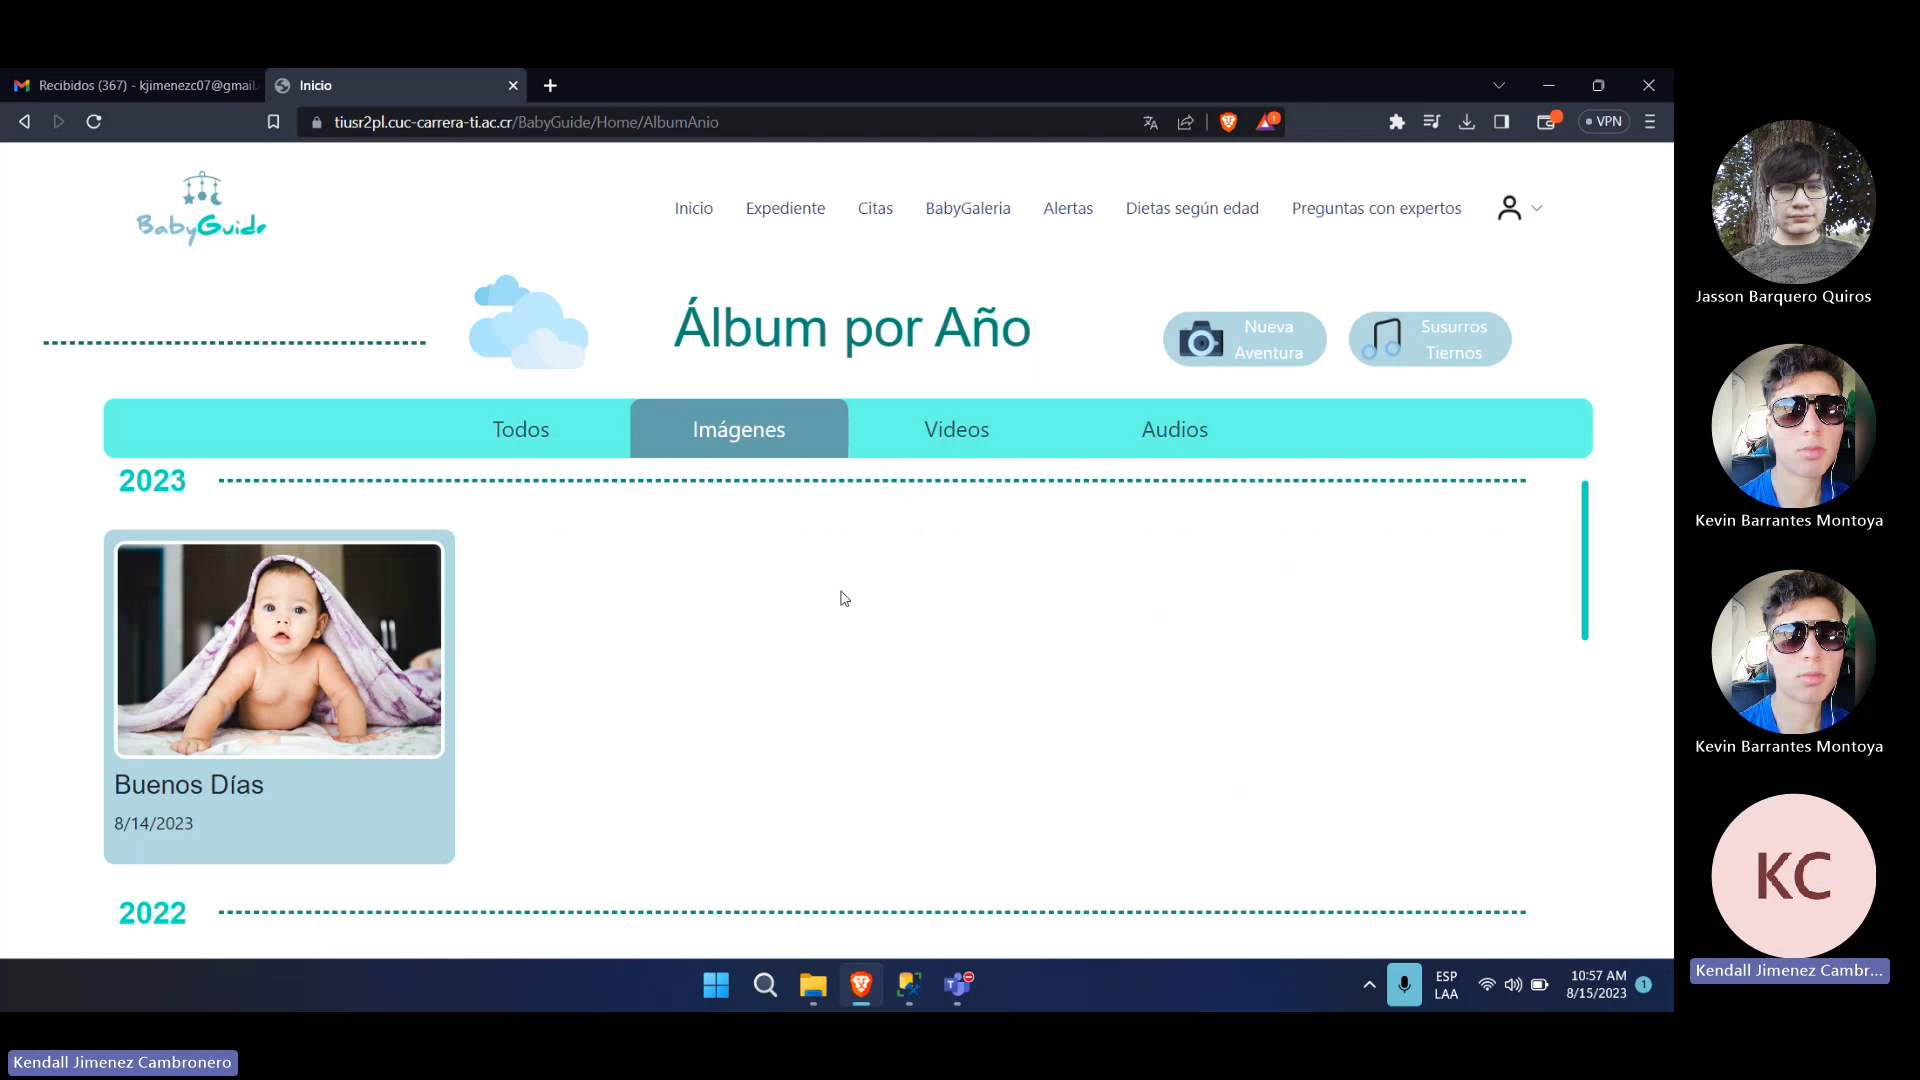 Recibidos (367) - kjimenezc07@gmail.
Inicio
tiusr2pl.cuc-carrera-ti.ac.cr/BabyGuide/Home/AlbumAnio
1
VPN
BabyGuide
Inicio
Expediente
Citas
BabyGaleria
Alertas
Dietas según edad
Preguntas con expertos
Álbum por Año
Nueva
Aventura
Susurros
Tiernos
Todos
Imágenes
Videos
Audios
2023
Buenos Días
8/14/2023
2022
ESP
LAA
10:57 AM
8/15/2023
1
Jasson Barquero Quiros
Kevin Barrantes Montoya
Kevin Barrantes Montoya
KC
Kendall Jimenez Cambr...
Kendall Jimenez Cambronero